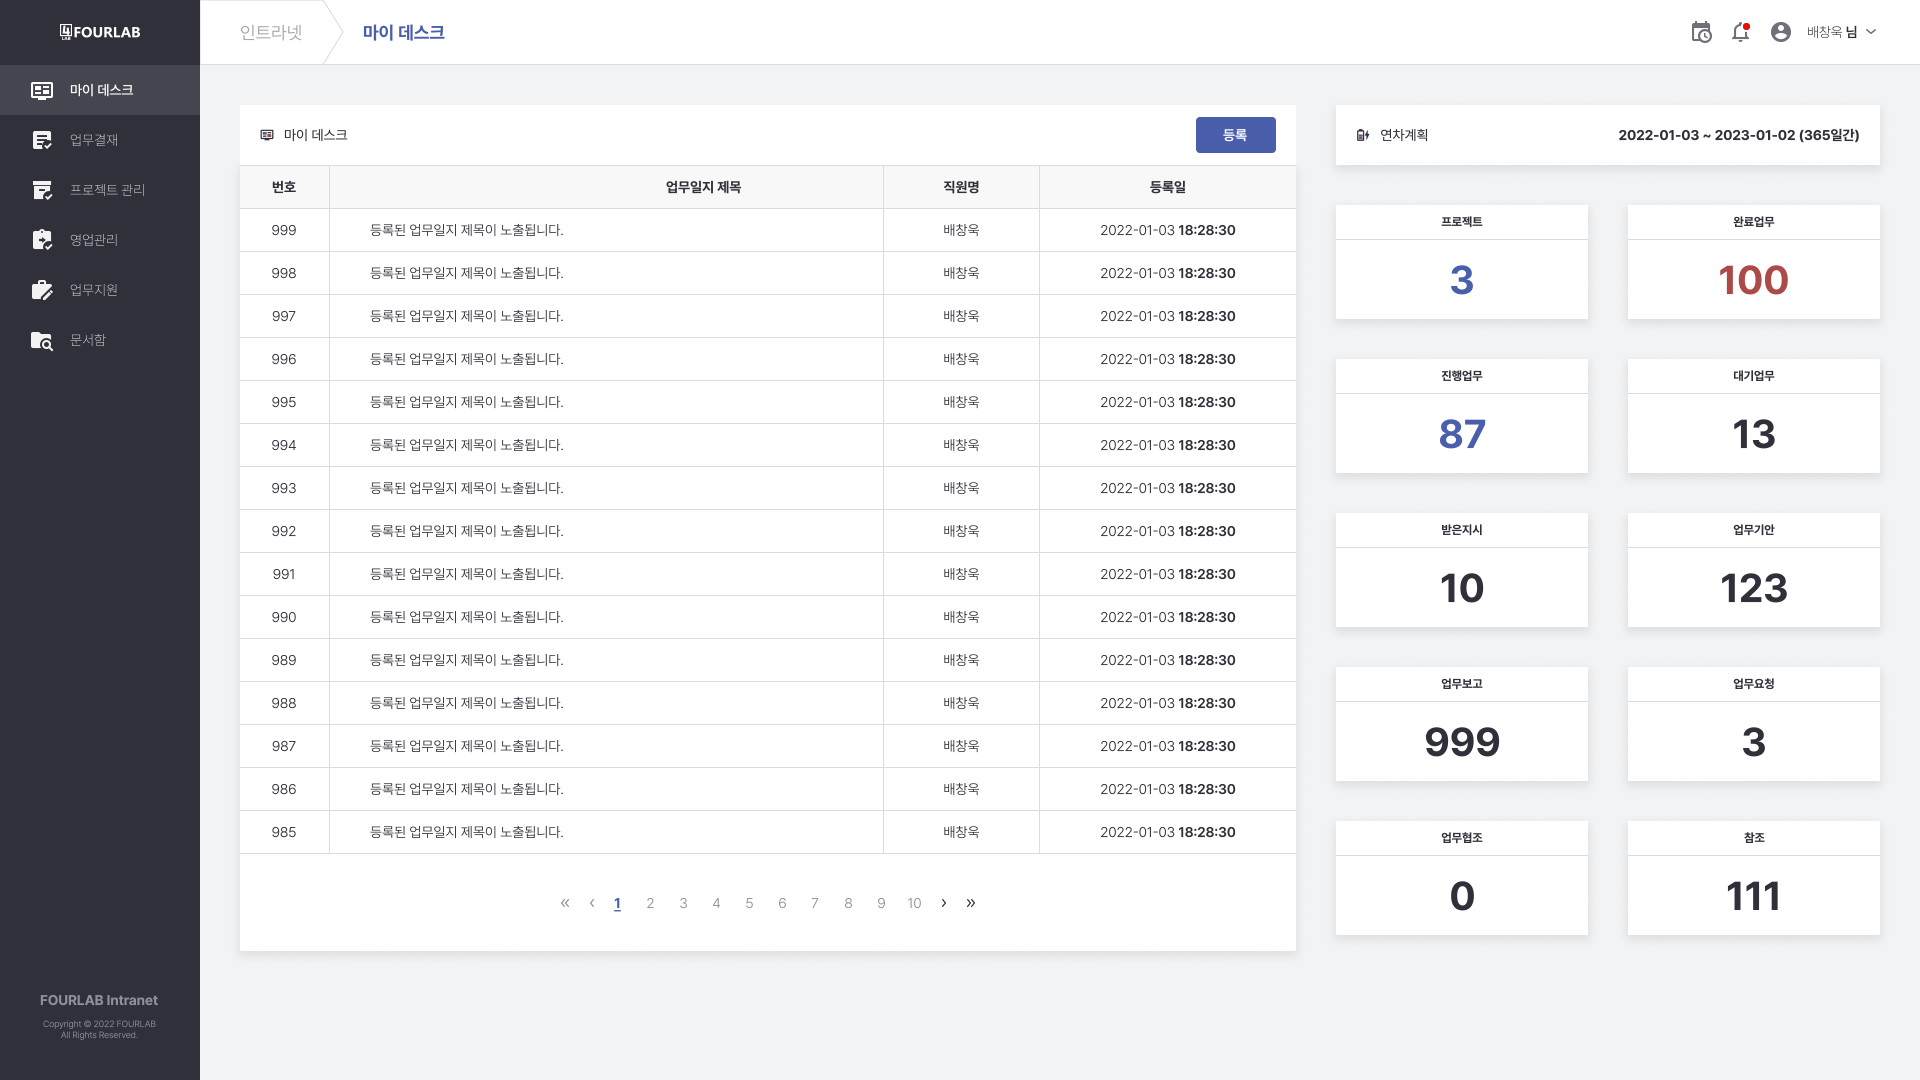 FOURLAB
인트라넷
마이 데스크
배창욱 님
마이 데스크
업무결재
프로젝트 관리
영업관리
업무지원
문서함
FOURLAB Intranet
Copyright © 2022 FOURLAB
All Rights Reserved.
마이 데스크
등록
번호 업무일지 제목 직원명 등록일
999 등록된 업무일지 제목이 노출됩니다. 배창욱 2022-01-03 18:28:30
998 등록된 업무일지 제목이 노출됩니다. 배창욱 2022-01-03 18:28:30
997 등록된 업무일지 제목이 노출됩니다. 배창욱 2022-01-03 18:28:30
996 등록된 업무일지 제목이 노출됩니다. 배창욱 2022-01-03 18:28:30
995 등록된 업무일지 제목이 노출됩니다. 배창욱 2022-01-03 18:28:30
994 등록된 업무일지 제목이 노출됩니다. 배창욱 2022-01-03 18:28:30
993 등록된 업무일지 제목이 노출됩니다. 배창욱 2022-01-03 18:28:30
992 등록된 업무일지 제목이 노출됩니다. 배창욱 2022-01-03 18:28:30
991 등록된 업무일지 제목이 노출됩니다. 배창욱 2022-01-03 18:28:30
990 등록된 업무일지 제목이 노출됩니다. 배창욱 2022-01-03 18:28:30
989 등록된 업무일지 제목이 노출됩니다. 배창욱 2022-01-03 18:28:30
988 등록된 업무일지 제목이 노출됩니다. 배창욱 2022-01-03 18:28:30
987 등록된 업무일지 제목이 노출됩니다. 배창욱 2022-01-03 18:28:30
986 등록된 업무일지 제목이 노출됩니다. 배창욱 2022-01-03 18:28:30
985 등록된 업무일지 제목이 노출됩니다. 배창욱 2022-01-03 18:28:30
« ‹ 1 2 3 4 5 6 7 8 9 10 › »
연차계획 2022-01-03 ~ 2023-01-02 (365일간)
프로젝트
3
완료업무
100
진행업무
87
대기업무
13
받은지시
10
업무기안
123
업무보고
999
업무요청
3
업무협조
0
참조
111